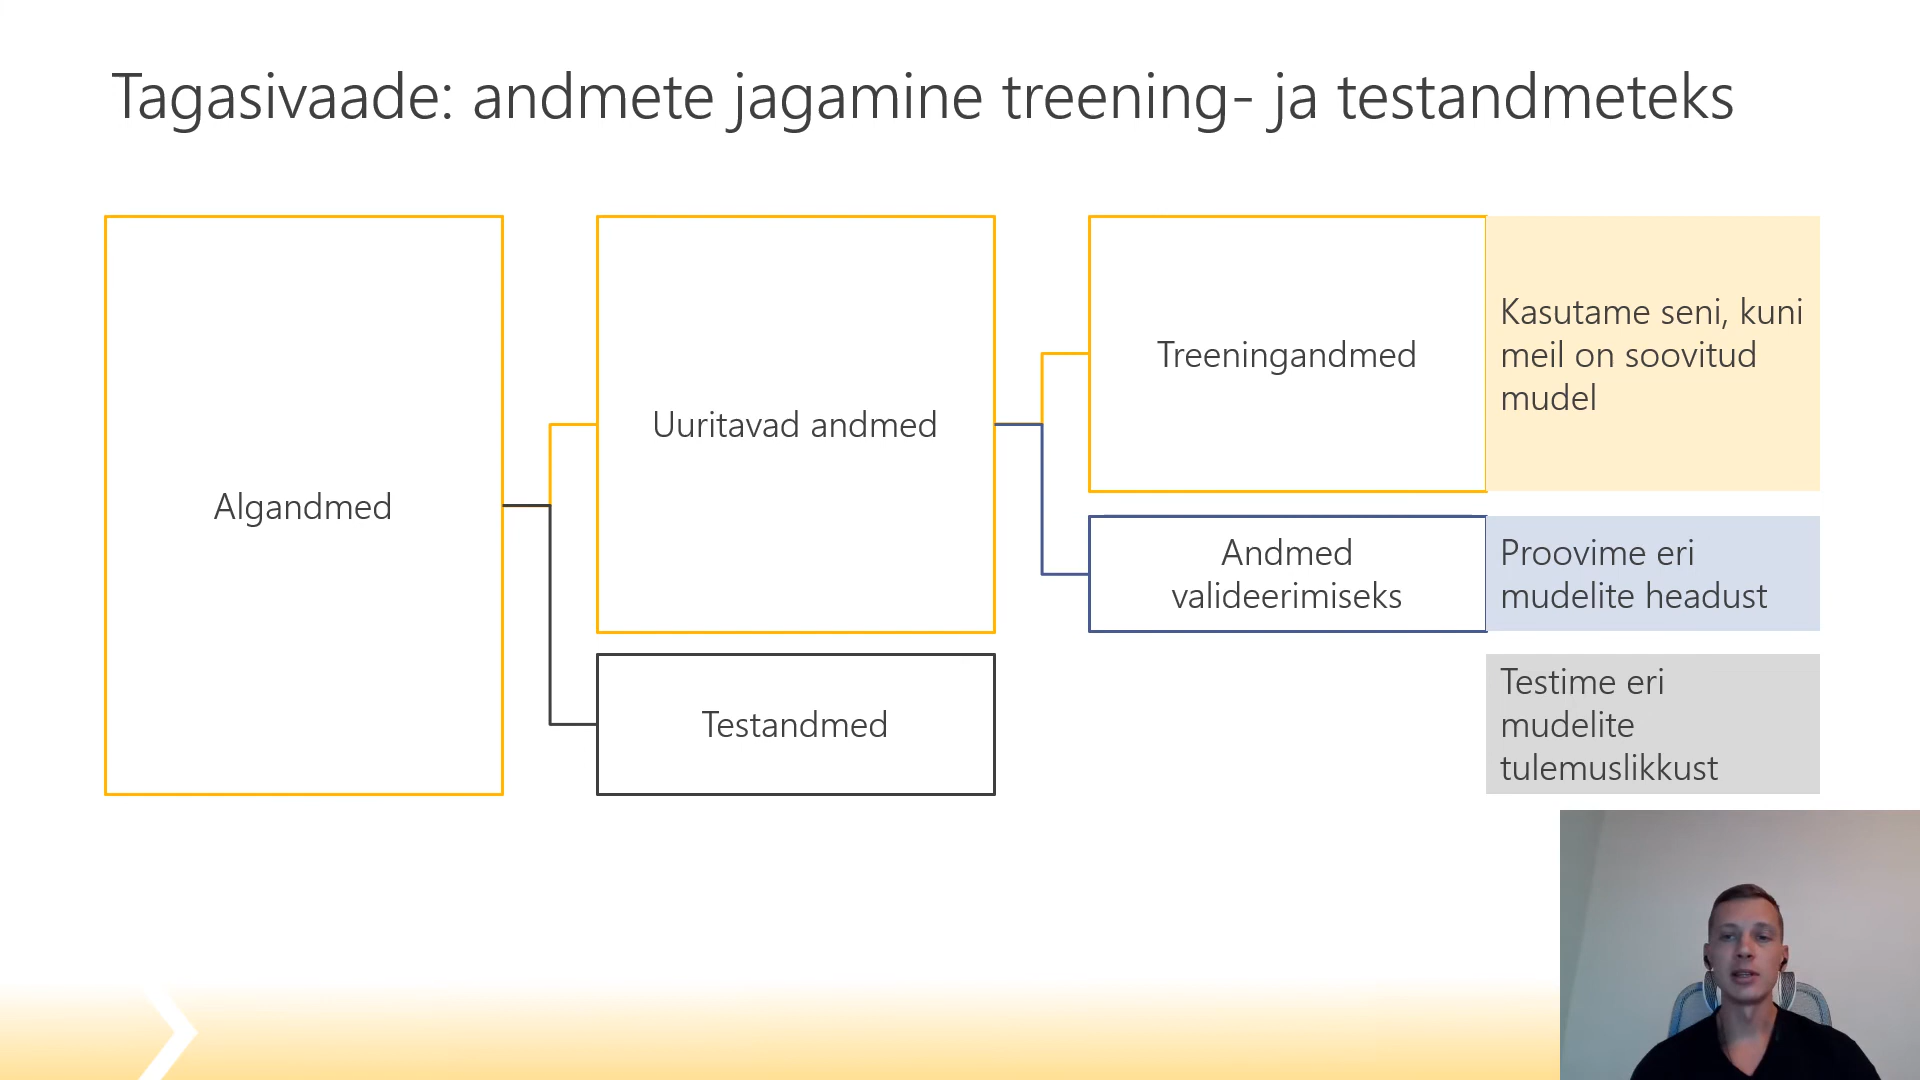 Tagasivaade: andmete jagamine treening- ja testandmeteks
Algandmed
Uuritavad andmed
Testandmed
Treeningandmed
Kasutame seni, kuni
meil on soovitud
mudel
Andmed
valideerimiseks
Proovime eri
mudelite headust
Testime eri
mudelite
tulemuslikkust